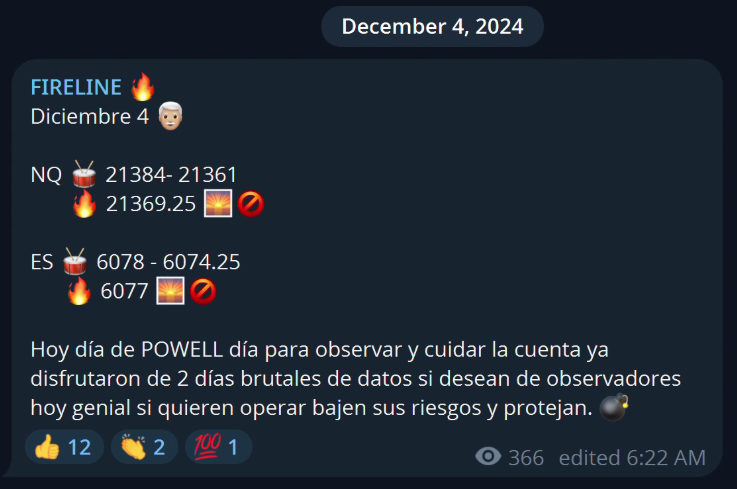 December 4, 2024
FIRELINE 🔥
Diciembre 4 👨🏼‍🦳
NQ 🥁 21384- 21361
🔥 21369.25 🌅🚫
ES 🥁 6078 - 6074.25
🔥 6077 🌅🚫
Hoy día de POWELL día para observar y cuidar la cuenta ya
disfrutaron de 2 días brutales de datos si desean de observadores
hoy genial si quieren operar bajen sus riesgos y protejan. 💣
👍 12 👏 2 💯 1
366 edited 6:22 AM